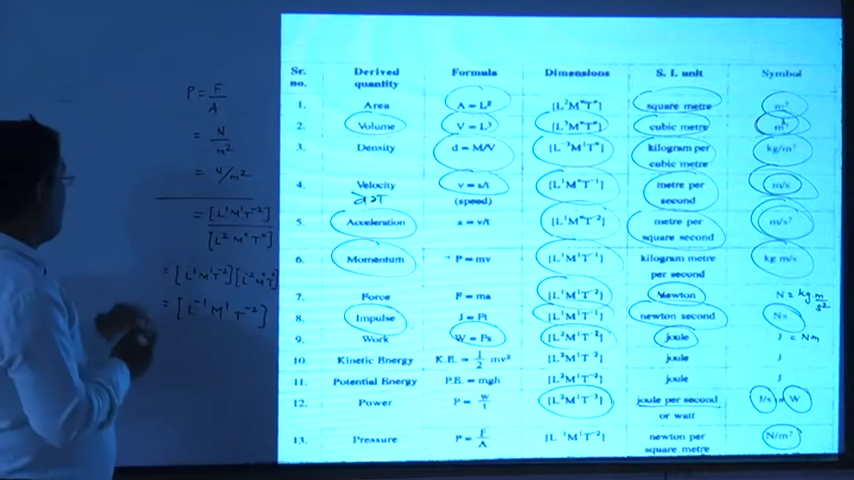 P = F/A
= N/m²
= N/m²
= [L¹M¹T⁻²]
[L²M⁰T⁰]
= [L¹M¹T⁻²][L⁻²M⁰T⁰]
= [L⁻¹M¹T⁻²]
Sr. no. Derived quantity Formula Dimensions S. I. unit Symbol
1. Area A = L² [L²M⁰T⁰] square metre m²
2. Volume V = L³ [L³M⁰T⁰] cubic metre m³
3. Density d = M/V [L⁻³M¹T⁰] kilogram per cubic metre kg/m³
4. Velocity (speed) v = s/t [L¹M⁰T⁻¹] metre per second m/s
5. Acceleration a = v/t [L¹M⁰T⁻²] metre per square second m/s²
6. Momentum P = mv [L¹M¹T⁻¹] kilogram metre per second kg m/s
7. Force F = ma [L¹M¹T⁻²] newton N = kg m/s²
8. Impulse J = Ft [L¹M¹T⁻¹] newton second Ns
9. Work W = Fs [L²M¹T⁻²] joule J = Nm
10. Kinetic Energy K.E. = 1/2 mv² [L²M¹T⁻²] joule J
11. Potential Energy P.E. = mgh [L²M¹T⁻²] joule J
12. Power P = w/t [L²M¹T⁻³] joule per second or watt J/s = W
13. Pressure P = F/A [L⁻¹M¹T⁻²] newton per square metre N/m²